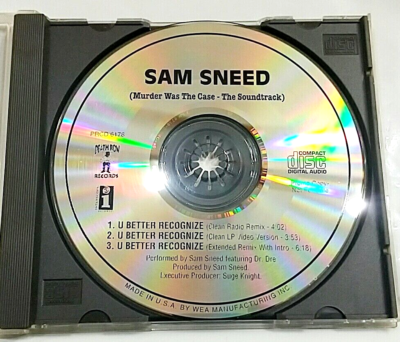 SAM SNEED
(Murder Was The Case - The Soundtrack)
PRCD 6176
DEATH ROW
RECORDS
COMPACT
disc
DIGITAL AUDIO
INTERSCOPE
i
1. U BETTER RECOGNIZE (Clean Radio Remix - 4:02)
2. U BETTER RECOGNIZE (Clean LP Video Version - 3:53)
3. U BETTER RECOGNIZE (Extended Remix With Intro - 6:18)
Performed by Sam Sneed featuring Dr. Dre
Produced by Sam Sneed
Executive Producer: Suge Knight.
MADE IN U.S.A. BY WEA MANUFACTURING INC.